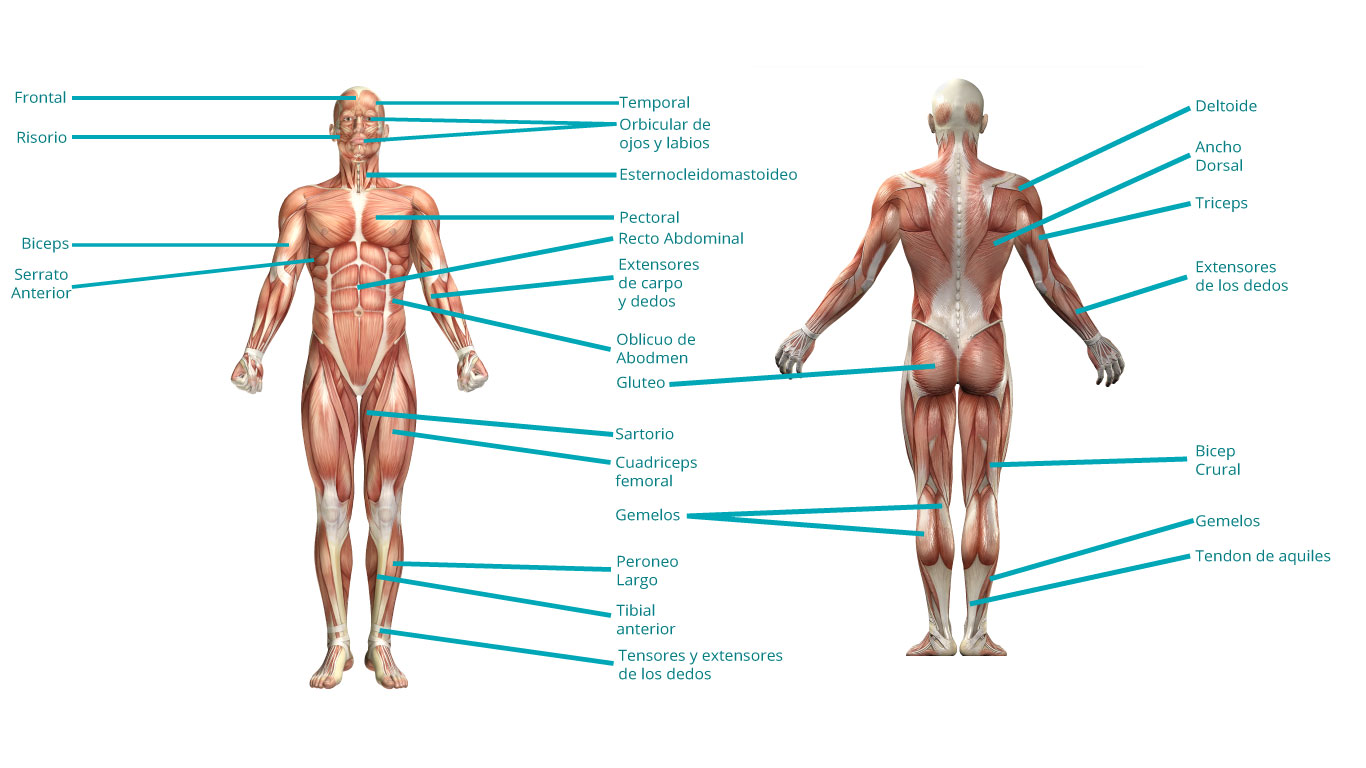 Frontal
Risorio
Biceps
Serrato
Anterior
Temporal
Orbicular de
ojos y labios
Esternocleidomastoideo
Pectoral
Recto Abdominal
Extensores
de carpo
y dedos
Oblicuo de
Abodmen
Gluteo
Sartorio
Cuadriceps
femoral
Gemelos
Peroneo
Largo
Tibial
anterior
Tensores y extensores
de los dedos
Deltoide
Ancho
Dorsal
Triceps
Extensores
de los dedos
Bicep
Crural
Gemelos
Tendon de aquiles